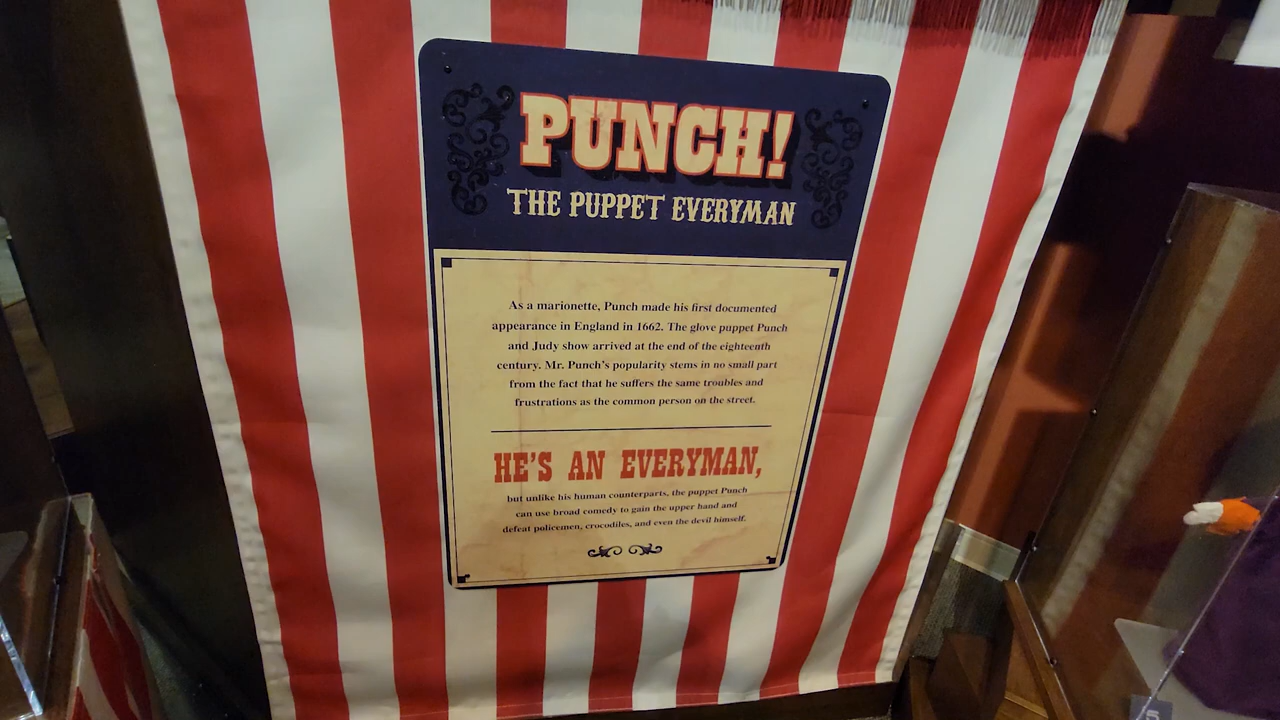 PUNCH!
THE PUPPET EVERYMAN
As a marionette, Punch made his first documented
appearance in England in 1662. The glove puppet Punch
and Judy show arrived at the end of the eighteenth
century. Mr. Punch's popularity stems in no small part
from the fact that he suffers the same troubles and
frustrations as the common person on the street.
HE'S AN EVERYMAN,
but unlike his human counterparts, the puppet Punch
can use broad comedy to gain the upper hand and
defeat policemen, crocodiles, and even the devil himself.